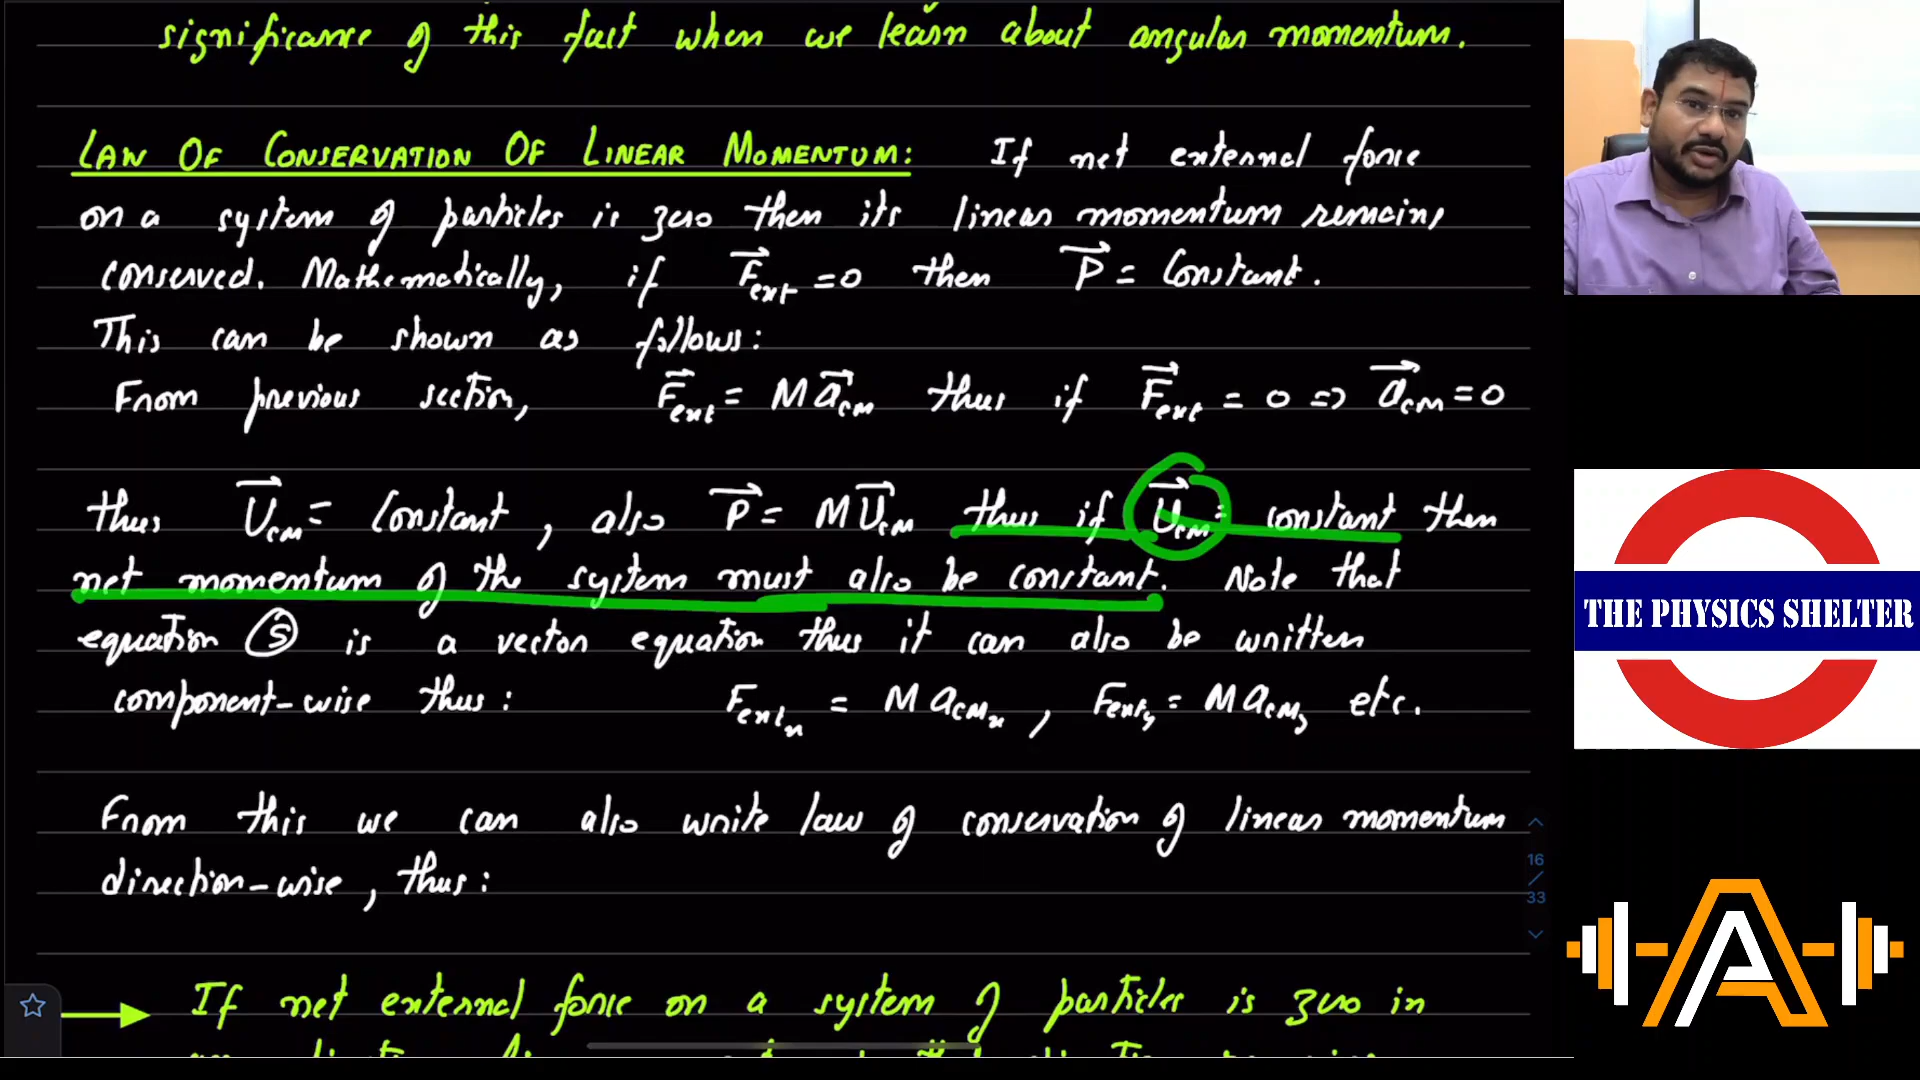 significance of this fact when we learn about angular momentum.
LAW OF CONSERVATION OF LINEAR MOMENTUM: If net external force
on a system of particles is zero then its linear momentum remains
conserved. Mathematically, if F⃗ext = 0 then P⃗ = Constant.
This can be shown as follows:
From previous section, F⃗ext = M a⃗cm thus if F⃗ext = 0 => a⃗cm = 0
thus U⃗cm = Constant, also P⃗ = M U⃗cm thus if U⃗cm = constant then
net momentum of the system must also be constant. Note that
equation ⑤ is a vector equation thus it can also be written
component-wise thus: Fextx = M acmx, Fexty = M acmy etc.
From this we can also write law of conservation of linear momentum
direction-wise, thus:
If net external force on a system of particles is zero in
THE PHYSICS SHELTER
16
/
33
A